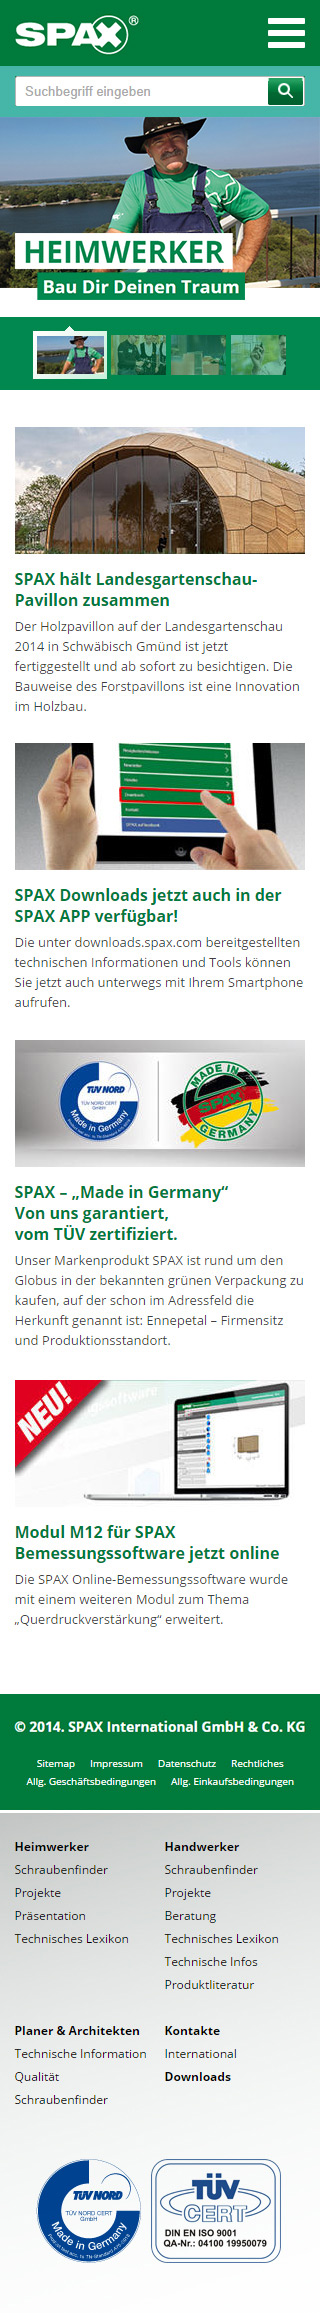 SPAX®
Suchbegriff eingeben
HEIMWERKER
Bau Dir Deinen Traum
SPAX hält Landesgartenschau-
Pavillon zusammen
Der Holzpavillon auf der Landesgartenschau
2014 in Schwäbisch Gmünd ist jetzt
fertiggestellt und ab sofort zu besichtigen. Die
Bauweise des Forstpavillons ist eine Innovation
im Holzbau.
Downloads
Kontakt
SPAX auf facebook
SPAX Downloads jetzt auch in der
SPAX APP verfügbar!
Die unter downloads.spax.com bereitgestellten
technischen Informationen und Tools können
Sie jetzt auch unterwegs mit Ihrem Smartphone
aufrufen.
TÜV NORD
TÜV NORD CERT
GmbH
Made in Germany
MADE IN
SPAX
GERMANY
SPAX – „Made in Germany“
Von uns garantiert,
vom TÜV zertifiziert.
Unser Markenprodukt SPAX ist rund um den
Globus in der bekannten grünen Verpackung zu
kaufen, auf der schon im Adressfeld die
Herkunft genannt ist: Ennepetal – Firmensitz
und Produktionsstandort.
NEU!
Modul M12 für SPAX
Bemessungssoftware jetzt online
Die SPAX Online-Bemessungssoftware wurde
mit einem weiteren Modul zum Thema
„Querdruckverstärkung“ erweitert.
© 2014. SPAX International GmbH & Co. KG
Sitemap Impressum Datenschutz Rechtliches
Allg. Geschäftsbedingungen Allg. Einkaufsbedingungen
Heimwerker
Schraubenfinder
Projekte
Präsentation
Technisches Lexikon
Handwerker
Schraubenfinder
Projekte
Beratung
Technisches Lexikon
Technische Infos
Produktliteratur
Planer & Architekten
Technische Information
Qualität
Schraubenfinder
Kontakte
International
Downloads
TÜV NORD
TÜV NORD CERT
GmbH
Made in Germany
TÜV
CERT
DIN EN ISO 9001
QA-Nr.: 04100 19950079